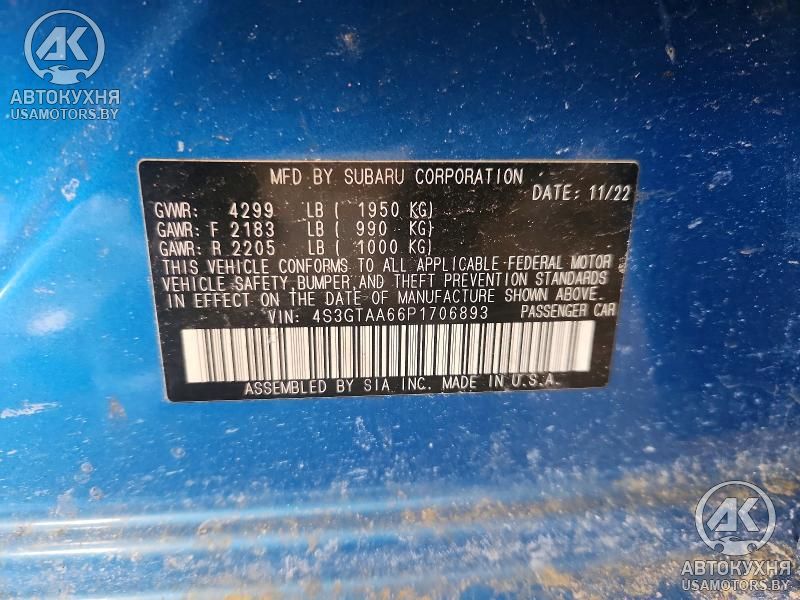 AK
АВТОКУХНЯ
USAMOTORS.BY
MFD BY SUBARU CORPORATION
DATE: 11/22
GVWR: 4299 LB ( 1950 KG)
GAWR: F 2183 LB ( 990 KG)
GAWR: R 2205 LB ( 1000 KG)
THIS VEHICLE CONFORMS TO ALL APPLICABLE FEDERAL MOTOR
VEHICLE SAFETY, BUMPER, AND THEFT PREVENTION STANDARDS
IN EFFECT ON THE DATE OF MANUFACTURE SHOWN ABOVE.
VIN: 4S3GTAA66P1706893 PASSENGER CAR
ASSEMBLED BY SIA INC. MADE IN U.S.A.
AK
АВТОКУХНЯ
USAMOTORS.BY